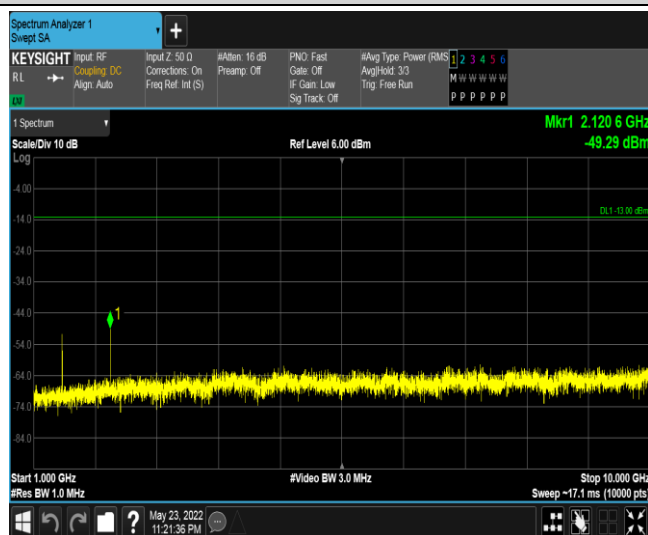 Spectrum Analyzer 1
Swept SA
+
KEYSIGHT
RL
Input: RF
Coupling: DC
Align: Auto
Input Z: 50 Ω
Corrections: On
Freq Ref: Int (S)
#Atten: 16 dB
Preamp: Off
PNO: Fast
Gate: Off
IF Gain: Low
Sig Track: Off
#Avg Type: Power (RMS
Avg|Hold: 3/3
Trig: Free Run
1 2 3 4 5 6
M W W W W W
P P P P P P
1 Spectrum
Mkr1 2.120 6 GHz
Scale/Div 10 dB
Ref Level 6.00 dBm
-49.29 dBm
Log
-4.00
DL1 -13.00 dBm
-14.0
-24.0
-34.0
-44.0
1
-54.0
-64.0
-74.0
-84.0
Start 1.000 GHz
#Video BW 3.0 MHz
Stop 10.000 GHz
#Res BW 1.0 MHz
Sweep ~17.1 ms (10000 pts)
?
May 23, 2022
11:21:36 PM